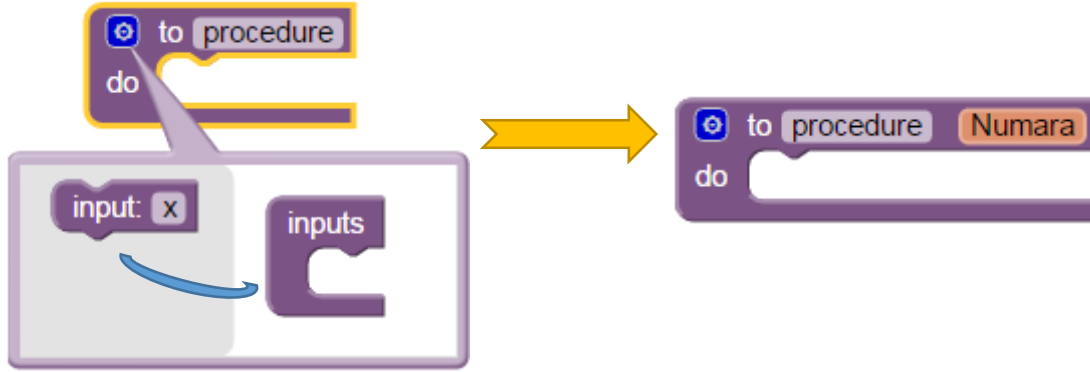 to procedure
do
input: x
inputs
to procedure Numara
do